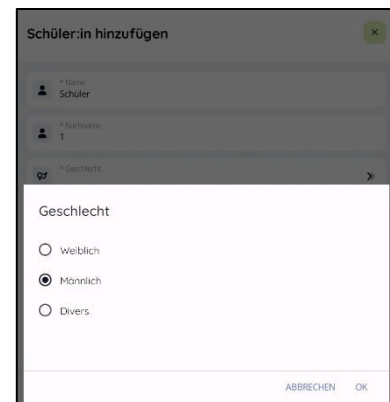 Schüler:in hinzufügen
* Name
Schüler
* Nachname
1
* Geschlecht
Geschlecht
Weiblich
Männlich
Divers
ABBRECHEN OK